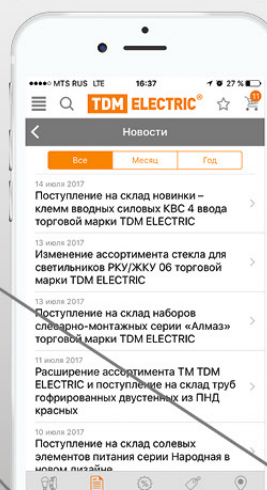 MTS RUS LTE 16:37 27 %
TDM ELECTRIC® 11
Новости
Все Месяц Год
14 июля 2017
Поступление на склад новинки –
клемм вводных силовых КВС 4 ввода
торговой марки TDM ELECTRIC
13 июля 2017
Изменение ассортимента стекла для
светильников РКУ/ЖКУ 06 торговой
марки TDM ELECTRIC
13 июля 2017
Поступление на склад наборов
слесарно-монтажных серии «Алмаз»
торговой марки TDM ELECTRIC
11 июля 2017
Расширение ассортимента ТМ TDM
ELECTRIC и поступление на склад труб
гофрированных двустенных из ПНД
красных
10 июля 2017
Поступление на склад солевых
элементов питания серии Народная в
новом дизайне